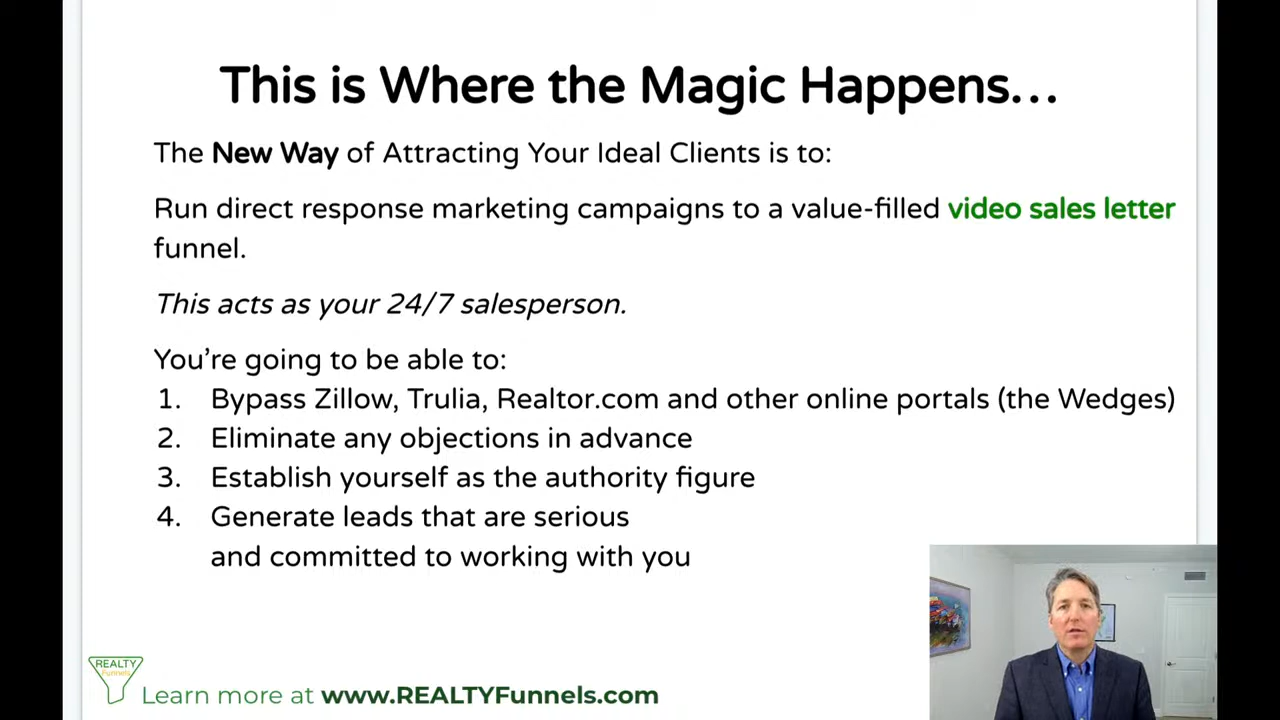 This is Where the Magic Happens…
The New Way of Attracting Your Ideal Clients is to:
Run direct response marketing campaigns to a value-filled video sales letter
funnel.
This acts as your 24/7 salesperson.
You're going to be able to:
1. Bypass Zillow, Trulia, Realtor.com and other online portals (the Wedges)
2. Eliminate any objections in advance
3. Establish yourself as the authority figure
4. Generate leads that are serious
and committed to working with you
REALTY
Funnels
Learn more at www.REALTYFunnels.com